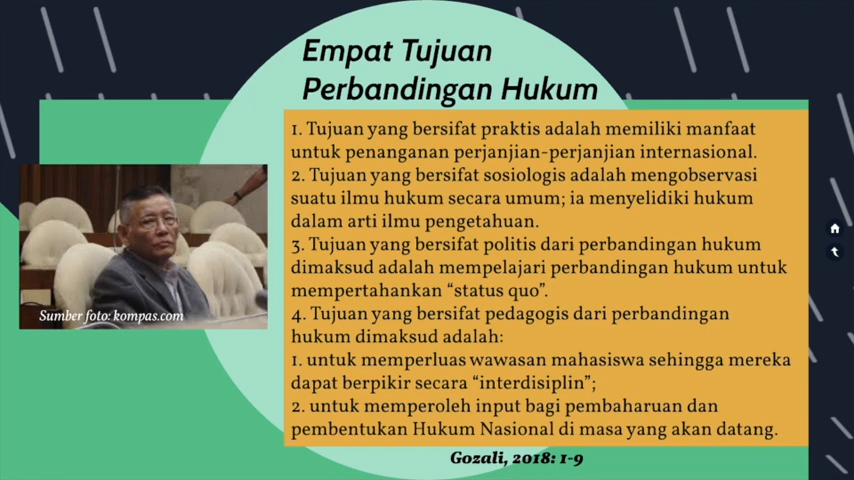 Empat Tujuan
Perbandingan Hukum
1. Tujuan yang bersifat praktis adalah memiliki manfaat
untuk penanganan perjanjian-perjanjian internasional.
2. Tujuan yang bersifat sosiologis adalah mengobservasi
suatu ilmu hukum secara umum; ia menyelidiki hukum
dalam arti ilmu pengetahuan.
3. Tujuan yang bersifat politis dari perbandingan hukum
dimaksud adalah mempelajari perbandingan hukum untuk
mempertahankan “status quo”.
4. Tujuan yang bersifat pedagogis dari perbandingan
hukum dimaksud adalah:
1. untuk memperluas wawasan mahasiswa sehingga mereka
dapat berpikir secara “interdisiplin”;
2. untuk memperoleh input bagi pembaharuan dan
pembentukan Hukum Nasional di masa yang akan datang.
Sumber foto: kompas.com
Gozali, 2018: 1-9